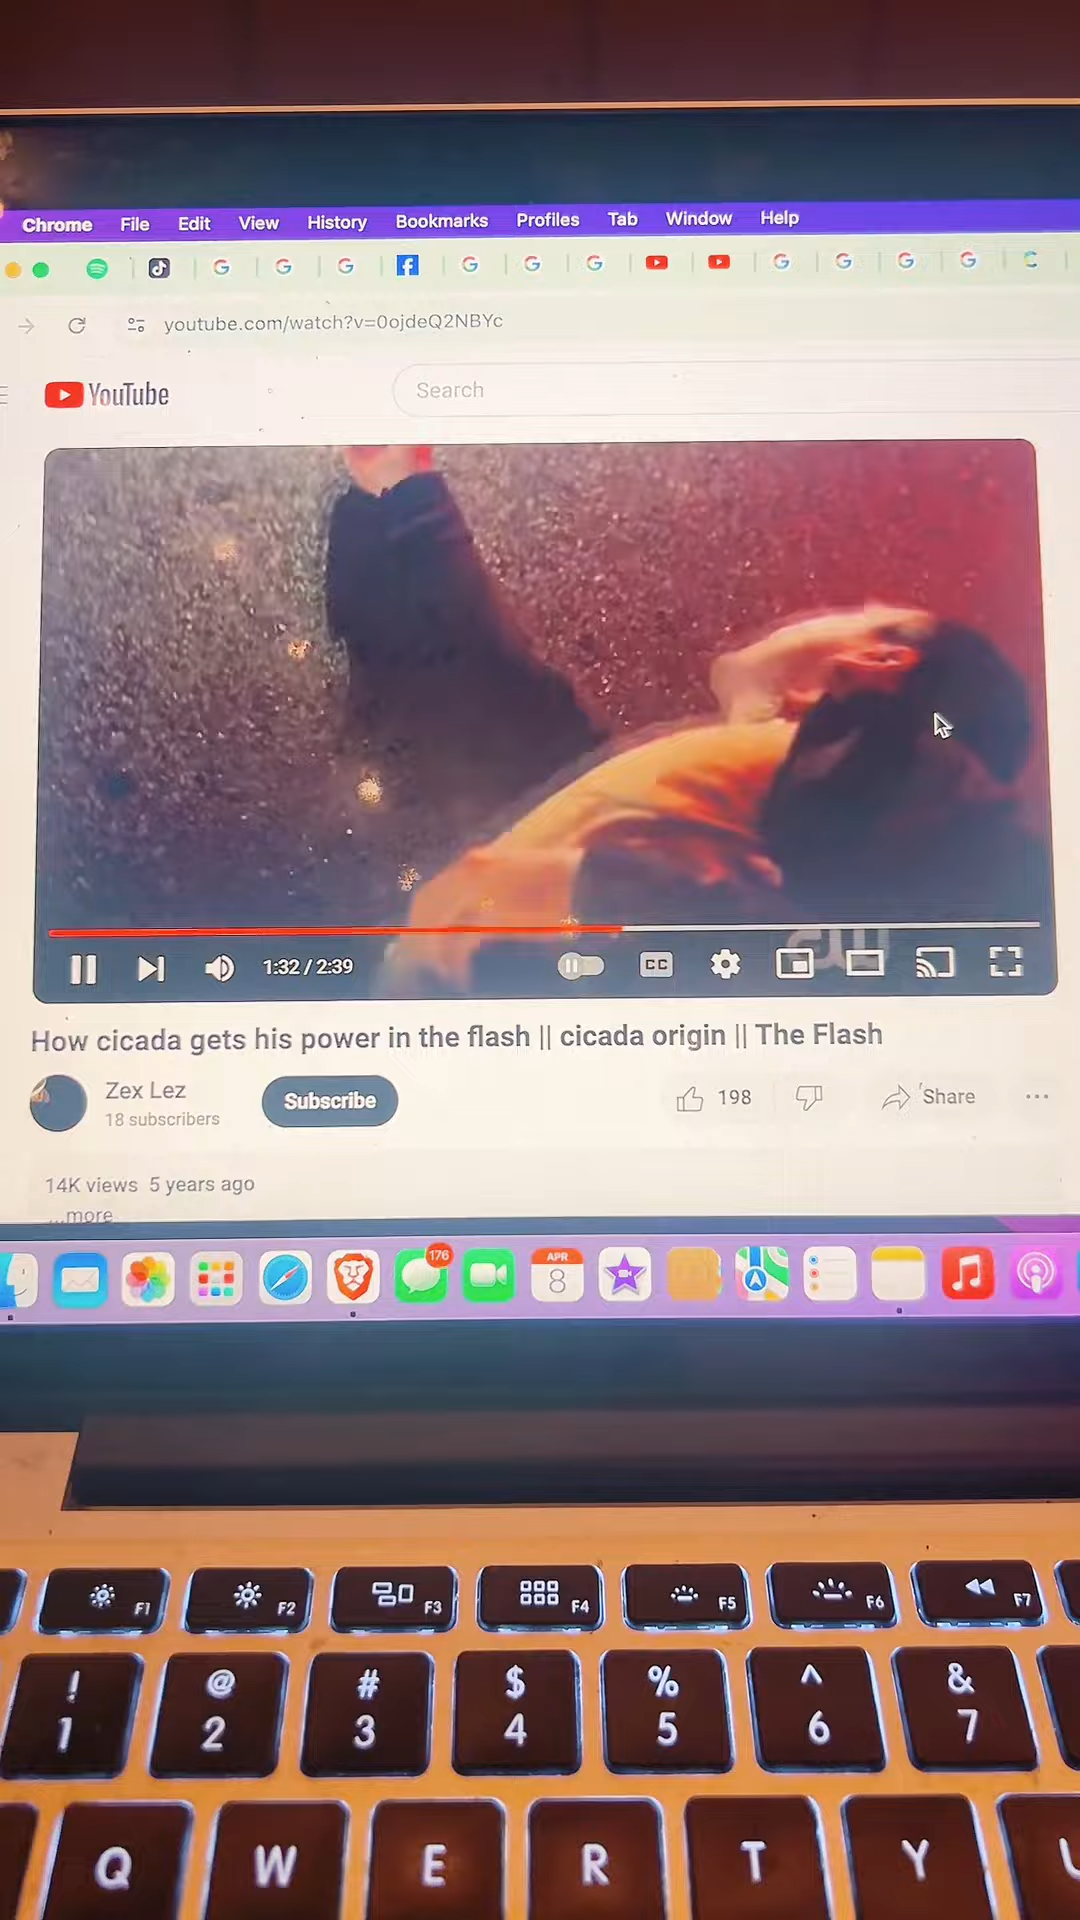 Chrome File Edit View History Bookmarks Profiles Tab Window Help
youtube.com/watch?v=0ojdeQ2NBYc
YouTube
Search
1:32 / 2:39
CC
How cicada gets his power in the flash || cicada origin || The Flash
Zex Lez
18 subscribers
Subscribe
198
Share
14K views 5 years ago
...more
176
APR
8
F1 F2 F3 F4 F5 F6 F7
! @ # $ % ^ &
1 2 3 4 5 6 7
Q W E R T Y